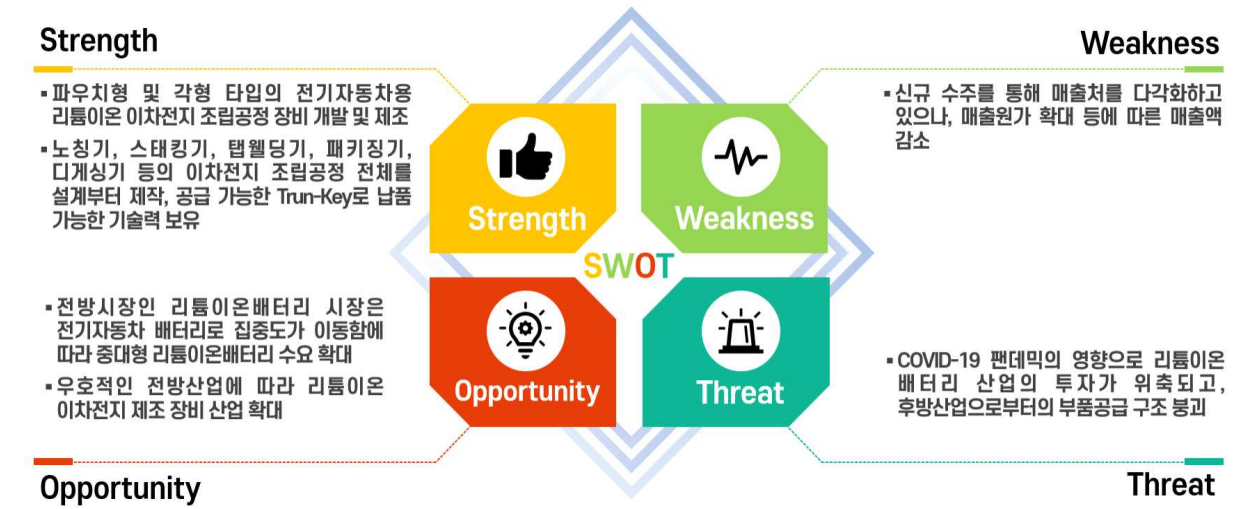 Strength
▪파우치형 및 각형 타입의 전기자동차용
리튬이온 이차전지 조립공정 장비 개발 및 제조
▪노칭기, 스태킹기, 탭웰딩기, 패키징기,
디게싱기 등의 이차전지 조립공정 전체를
설계부터 제작, 공급 가능한 Trun-Key로 납품
가능한 기술력 보유
Weakness
▪신규 수주를 통해 매출처를 다각화하고
있으나, 매출원가 확대 등에 따른 매출액
감소
Strength
Weakness
SWOT
Opportunity
Threat
▪전방시장인 리튬이온배터리 시장은
전기자동차 배터리로 집중도가 이동함에
따라 중대형 리튬이온배터리 수요 확대
▪우호적인 전방산업에 따라 리튬이온
이차전지 제조 장비 산업 확대
Opportunity
▪COVID-19 팬데믹의 영향으로 리튬이온
배터리 산업의 투자가 위축되고,
후방산업으로부터의 부품공급 구조 붕괴
Threat